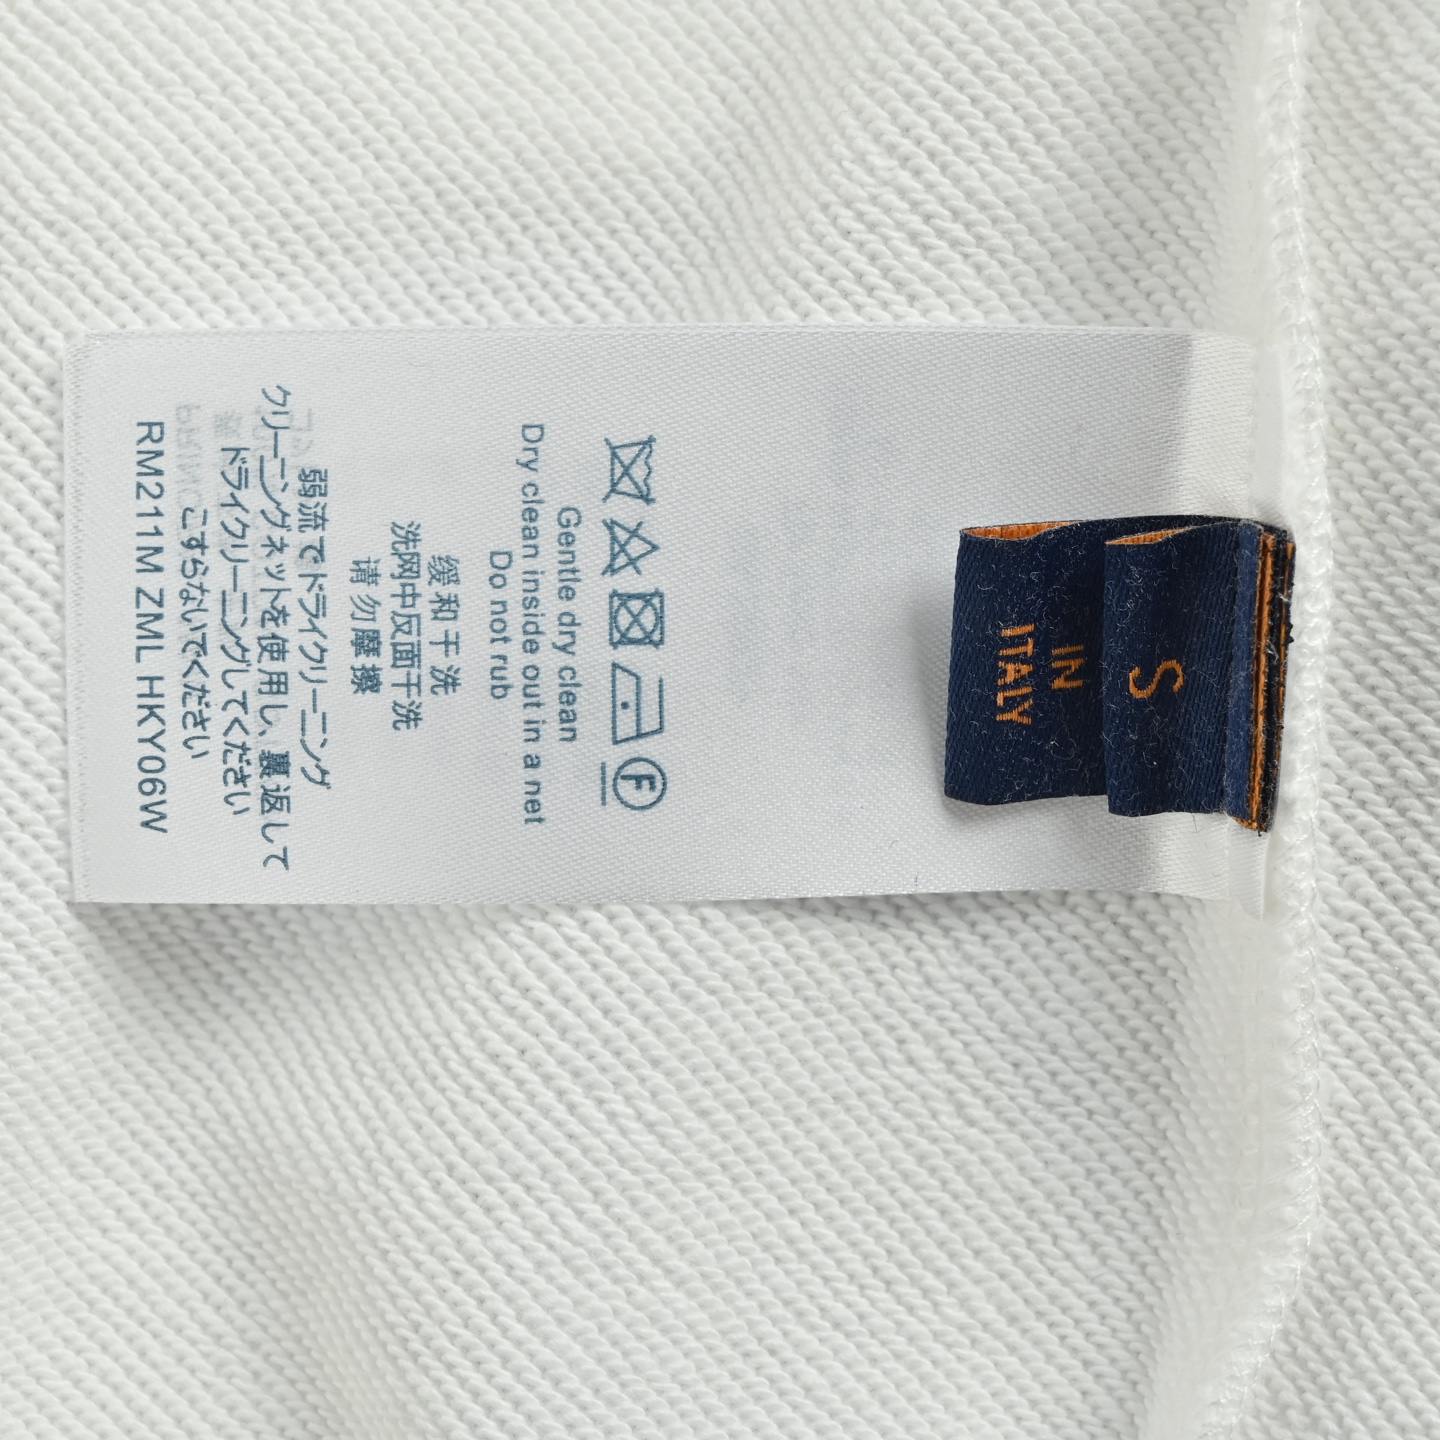 S
IN
ITALY
F
Gentle dry clean
Dry clean inside out in a net
Do not rub
缓和干洗
洗网中反面干洗
请勿摩擦
弱流でドライクリーニング
クリーニングネットを使用し、裏返して
ドライクリーニングしてください
こすらないでください
RM211M ZML HKY06W